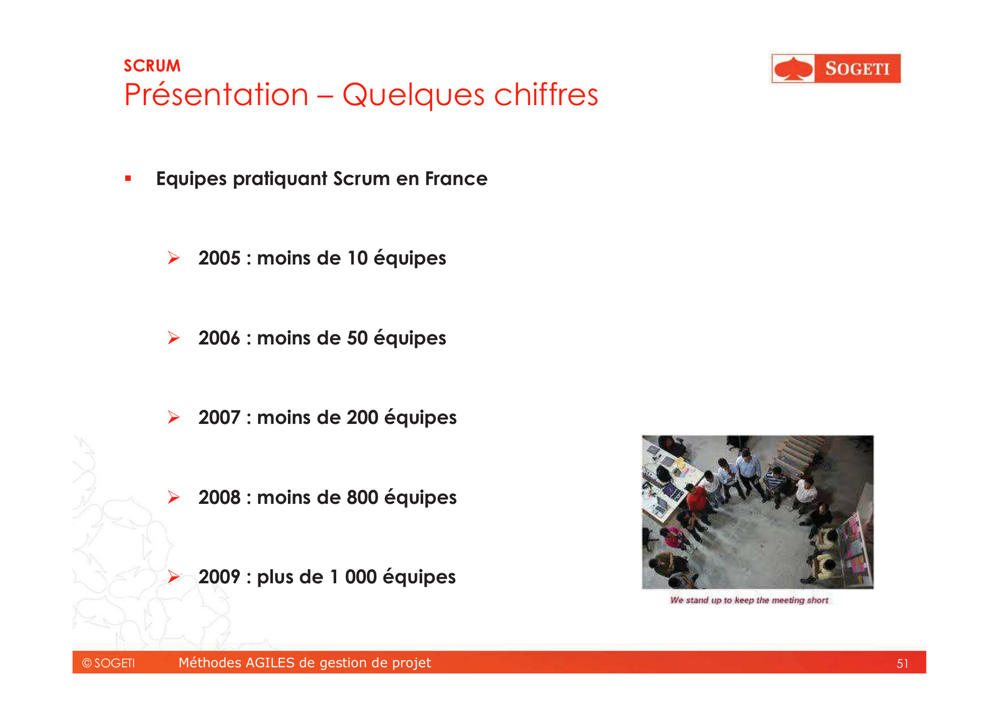 SCRUM
Présentation – Quelques chiffres
SOGETI
Equipes pratiquant Scrum en France
2005 : moins de 10 équipes
2006 : moins de 50 équipes
2007 : moins de 200 équipes
2008 : moins de 800 équipes
2009 : plus de 1 000 équipes
We stand up to keep the meeting short
© SOGETI Méthodes AGILES de gestion de projet 51